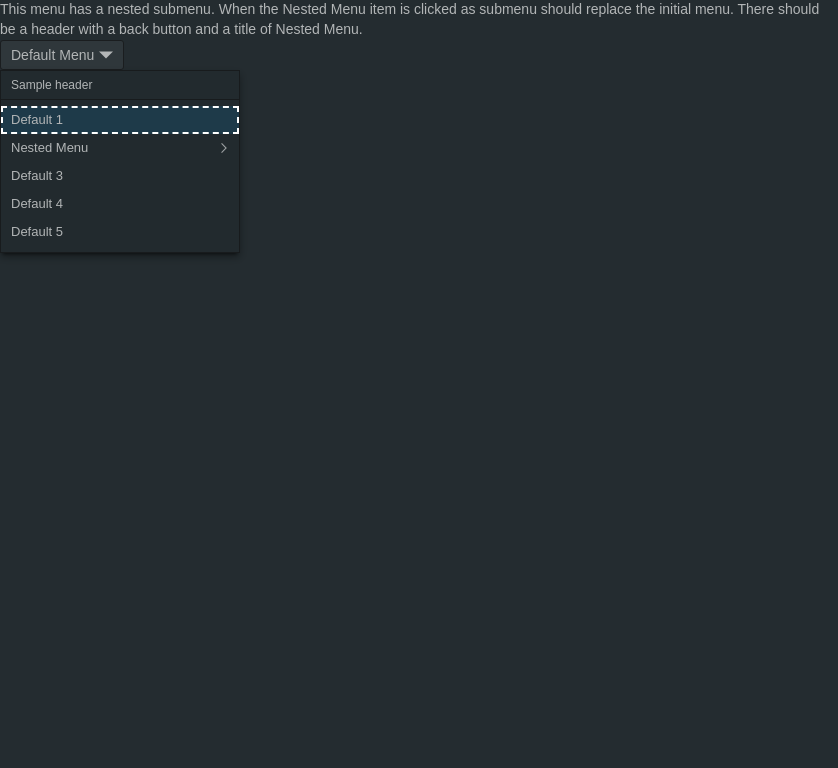 This menu has a nested submenu. When the Nested Menu item is clicked as submenu should replace the initial menu. There should
be a header with a back button and a title of Nested Menu.
Default Menu
Sample header
Default 1
Nested Menu
Default 3
Default 4
Default 5